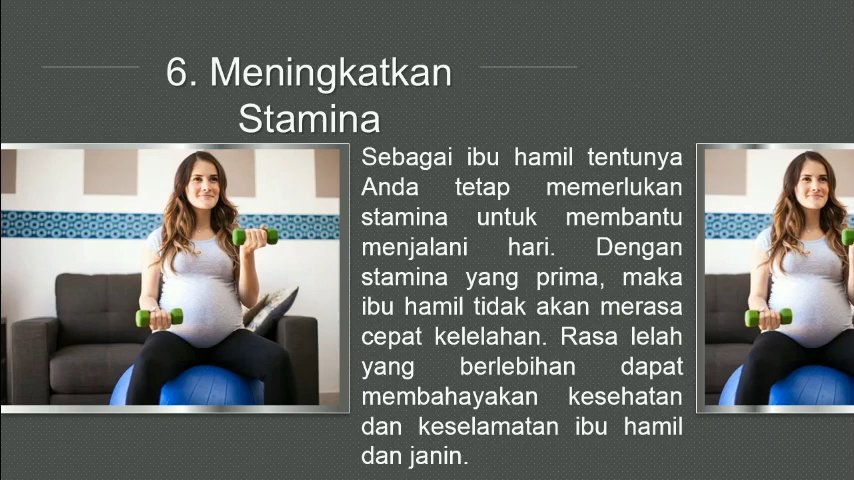 6. Meningkatkan
Stamina
Sebagai ibu hamil tentunya
Anda tetap memerlukan
stamina untuk membantu
menjalani hari. Dengan
stamina yang prima, maka
ibu hamil tidak akan merasa
cepat kelelahan. Rasa lelah
yang berlebihan dapat
membahayakan kesehatan
dan keselamatan ibu hamil
dan janin.